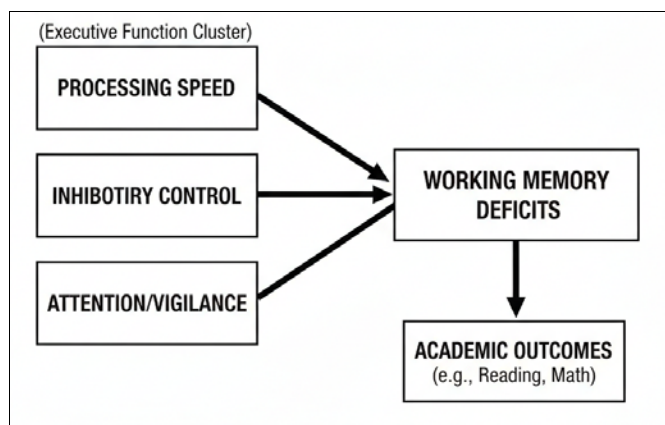 (Executive Function Cluster)
PROCESSING SPEED
INHIBOTIRY CONTROL
ATTENTION/VIGILANCE
WORKING MEMORY
DEFICITS
ACADEMIC OUTCOMES
(e.g., Reading, Math)